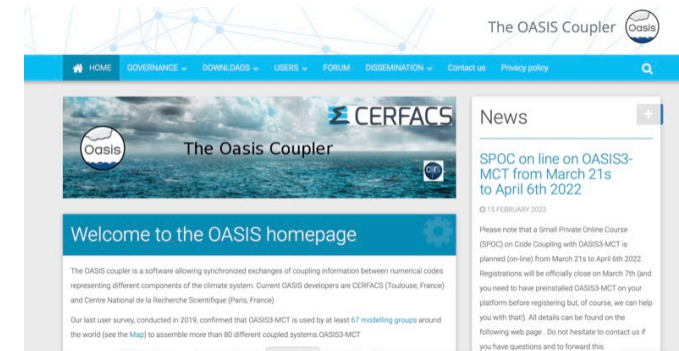 The OASIS Coupler
Oasis
HOME GOVERNANCE DOWNLOADS USERS FORUM DISSEMINATION Contact us Privacy policy
CERFACS
Oasis
The Oasis Coupler
cnrs
Welcome to the OASIS homepage
The OASIS coupler is a software allowing synchronized exchanges of coupling information between numerical codes
representing different components of the climate system. Current OASIS developers are CERFACS (Toulouse, France)
and Centre National de la Recherche Scientifique (Paris, France)
Our last user survey, conducted in 2019, confirmed that OASIS3-MCT is used by at least 67 modelling groups around
the world (see the Map) to assemble more than 80 different coupled systems.OASIS3-MCT
News
SPOC on line on OASIS3-
MCT from March 21s
to April 6th 2022
15 FEBRUARY 2022
Please note that a Small Private Online Course
(SPOC) on Code Coupling with OASIS3-MCT is
planned (on-line) from March 21s to April 6th 2022.
Registrations will be officially close on March 7th (and
you need to have preinstalled OASIS3-MCT on your
platform before registering but, of course, we can help
you with that!). All details can be found on the
following web page . Do not hesitate to contact us if
you have questions and to forward this